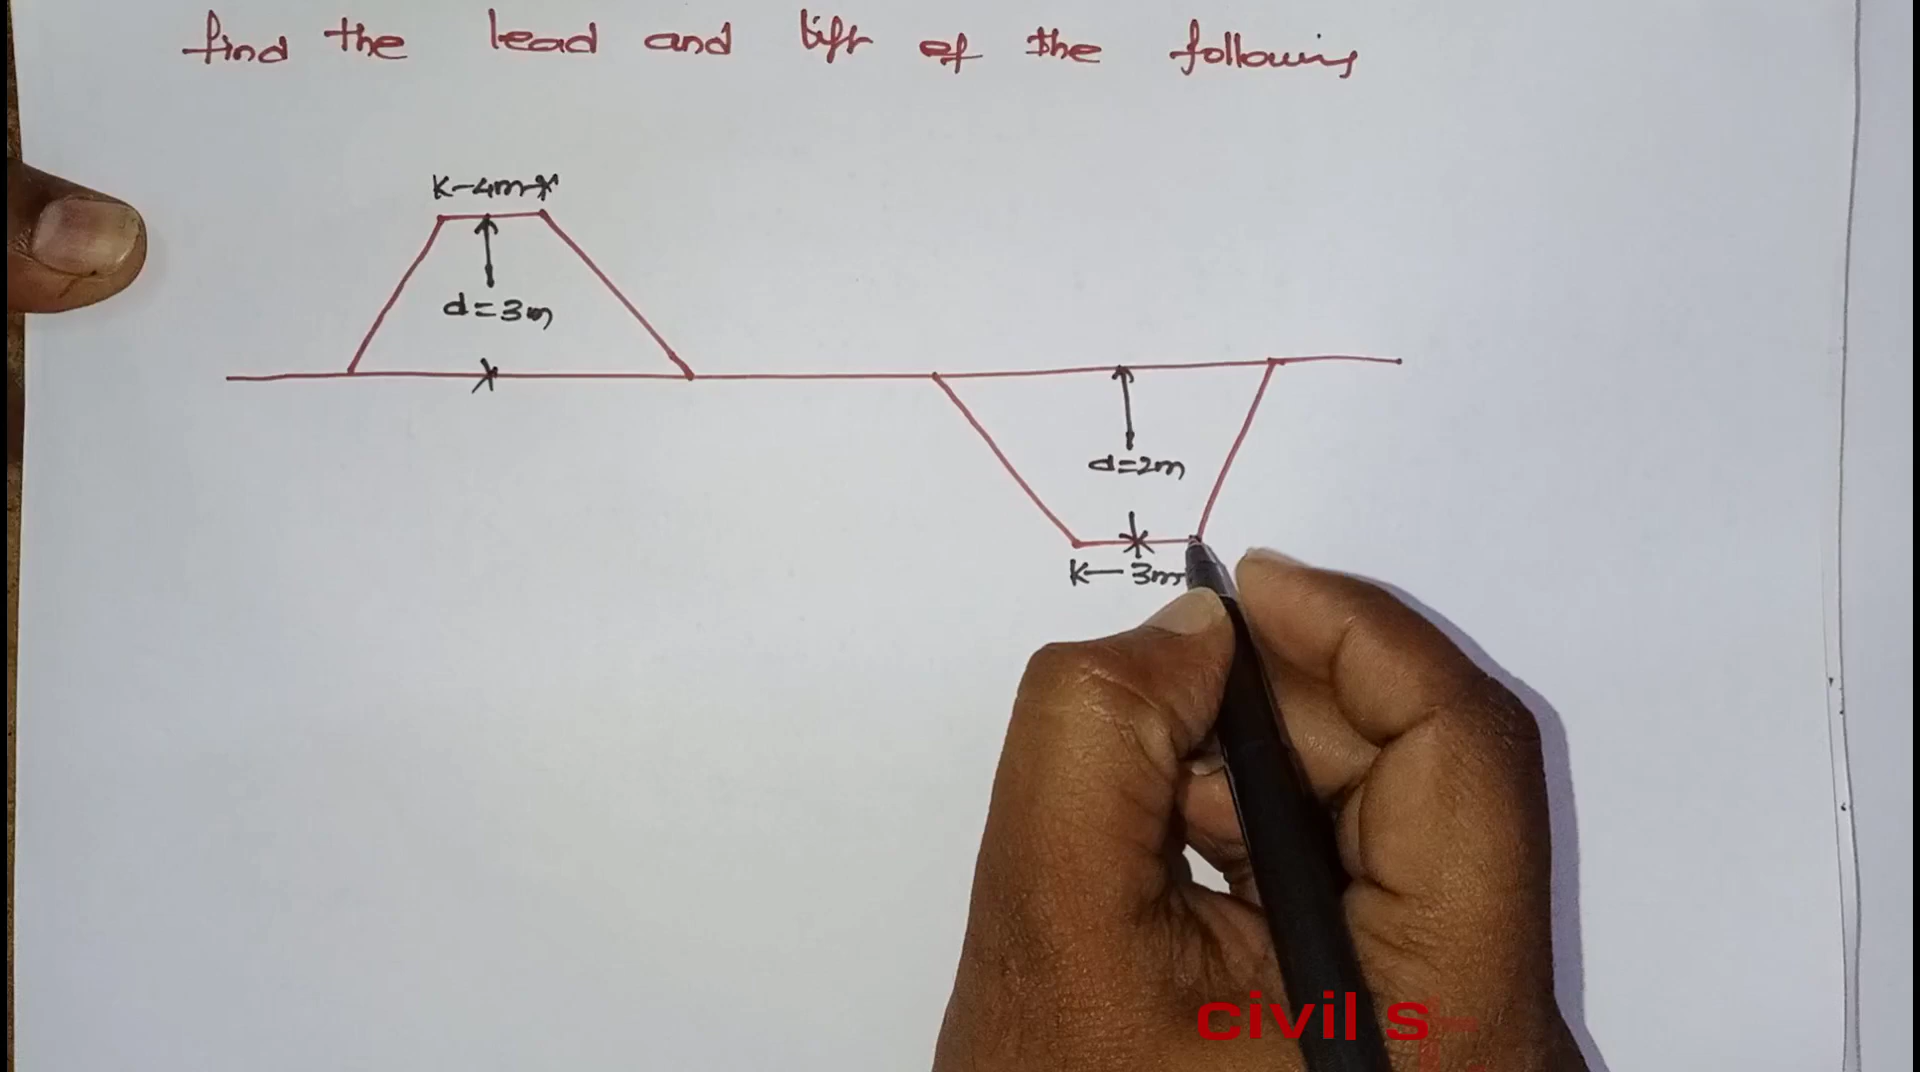 find the lead and lift of the following
K-4m-*
d=3m
d=2m
K-3m
civil s